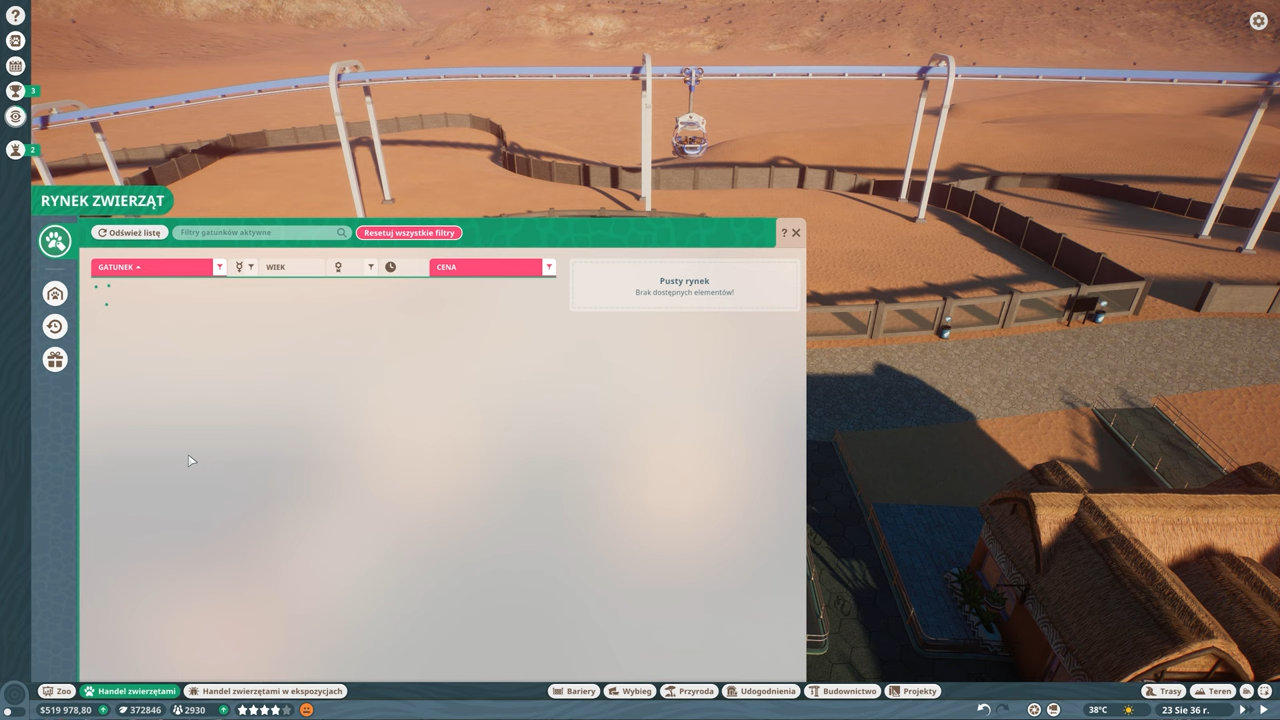 ?
3
2
RYNEK ZWIERZĄT
Odśwież listę
Filtry gatunków aktywne
Resetuj wszystkie filtry
?
GATUNEK
WIEK
CENA
Pusty rynek
Brak dostępnych elementów!
Zoo
Handel zwierzętami
Handel zwierzętami w ekspozycjach
Bariery
Wybieg
Przyroda
Udogodnienia
Budownictwo
Projekty
Trasy
Teren
$519 978,80
372846
2930
38°C
23 Sie 36 r.